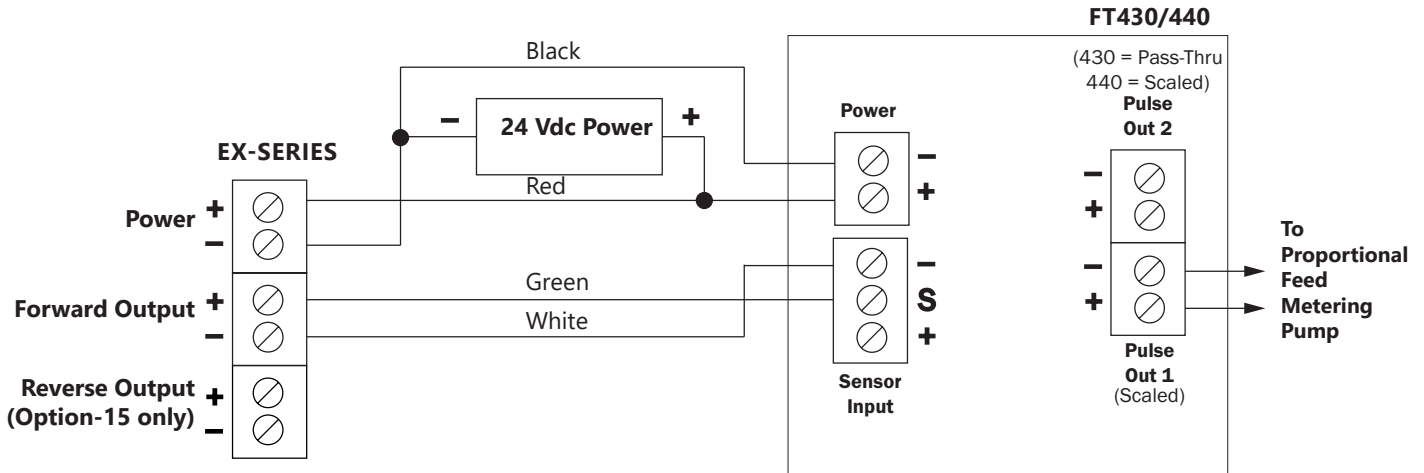 FT430/440
(430 = Pass-Thru
440 = Scaled)
Pulse
Out 2
Black
− 24 Vdc Power +
Power
EX-SERIES
Red
−
+
−
+
Power +
−
To
Proportional
Feed
Metering
Pump
Green
−
S
+
−
+
Forward Output +
−
White
Sensor
Input
Pulse
Out 1
(Scaled)
Reverse Output +
(Option-15 only) −